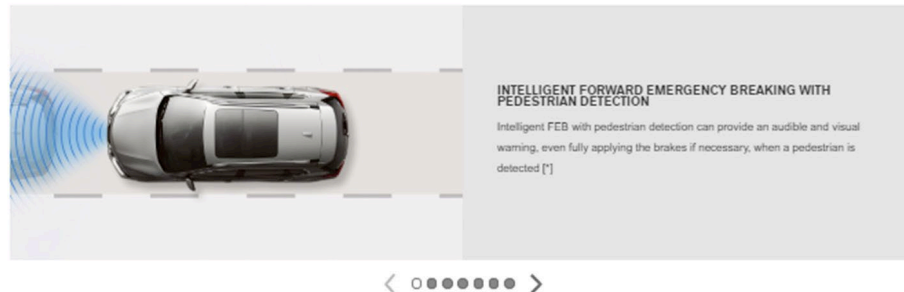 INTELLIGENT FORWARD EMERGENCY BREAKING WITH
PEDESTRIAN DETECTION
Intelligent FEB with pedestrian detection can provide an audible and visual
warning, even fully applying the brakes if necessary, when a pedestrian is
detected [*]